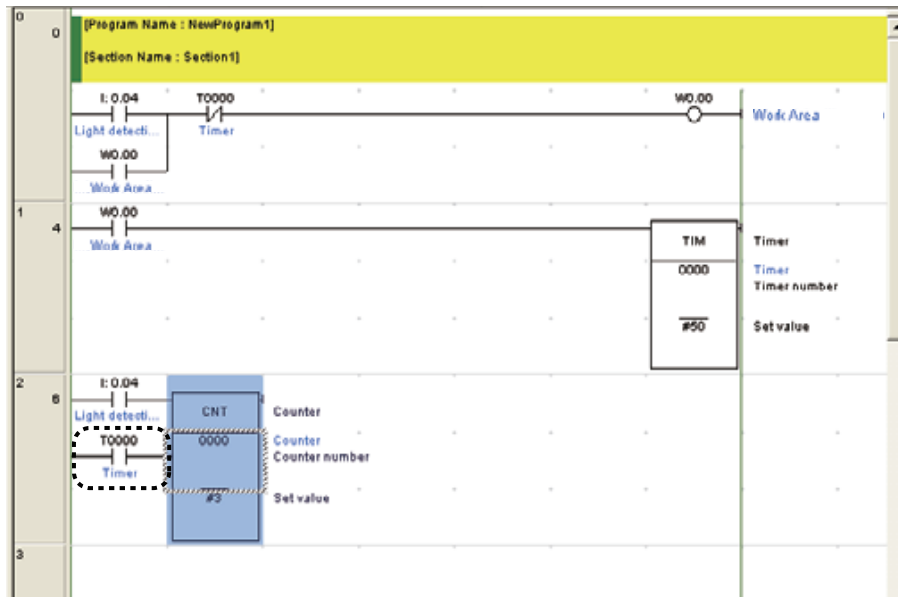 0
0
[Program Name : NewProgram1]
[Section Name : Section1]
I: 0.04 T0000 W0.00
Work Area
Light detecti... Timer
W0.00
Work Area
1
4
W0.00
Work Area
TIM Timer
0000 Timer
Timer number
#50 Set value
2
6
I: 0.04
CNT Counter
Light detecti...
T0000 0000 Counter
Counter number
Timer
#3 Set value
3